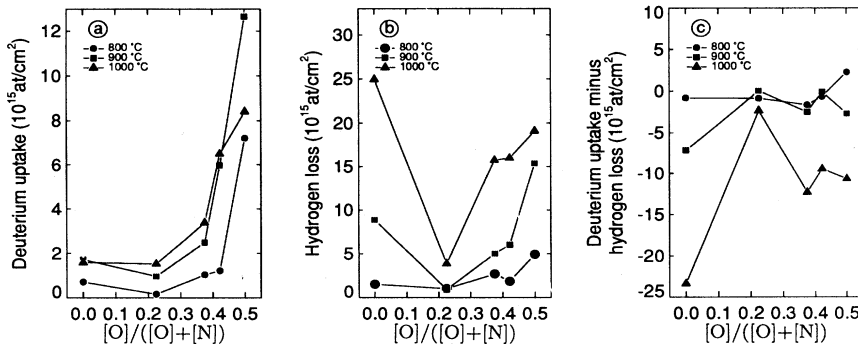 Deuterium uptake (10^15 at/cm^2)
12
10
8
6
4
2
0
a
800 °C
900 °C
1000 °C
0.0 0.1 0.2 0.3 0.4 0.5
[O]/([O]+[N])
Hydrogen loss (10^15 at/cm^2)
30
25
20
15
10
5
0
b
800 °C
900 °C
1000 °C
0.0 0.1 0.2 0.3 0.4 0.5
[O]/([O]+[N])
Deuterium uptake minus
hydrogen loss (10^15 at/cm^2)
10
5
0
-5
-10
-15
-20
-25
c
800 °C
900 °C
1000 °C
0.0 0.1 0.2 0.3 0.4 0.5
[O]/([O]+[N])